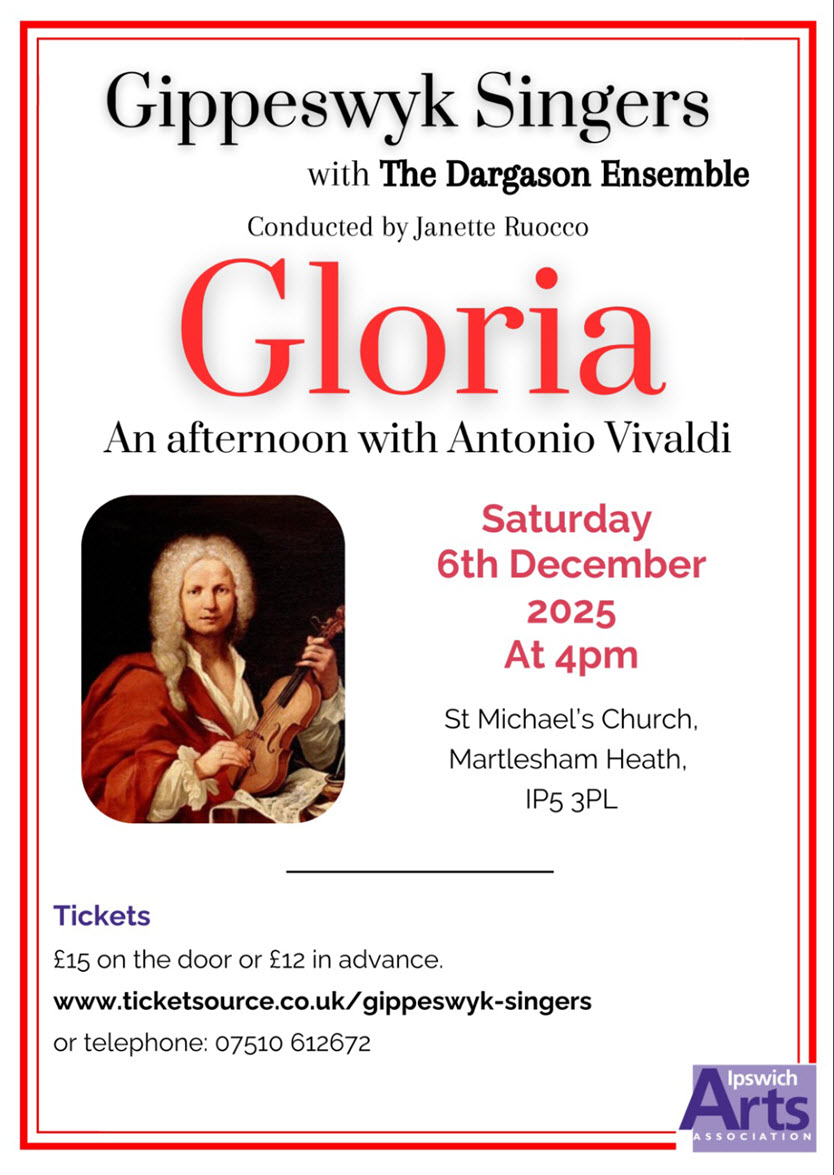 Gippeswyk Singers
with The Dargason Ensemble
Conducted by Janette Ruocco
Gloria
An afternoon with Antonio Vivaldi
Saturday
6th December
2025
At 4pm
St Michael's Church,
Martlesham Heath,
IP5 3PL
Tickets
£15 on the door or £12 in advance.
www.ticketsource.co.uk/gippeswyk-singers
or telephone: 07510 612672
Ipswich
Arts
ASSOCIATION